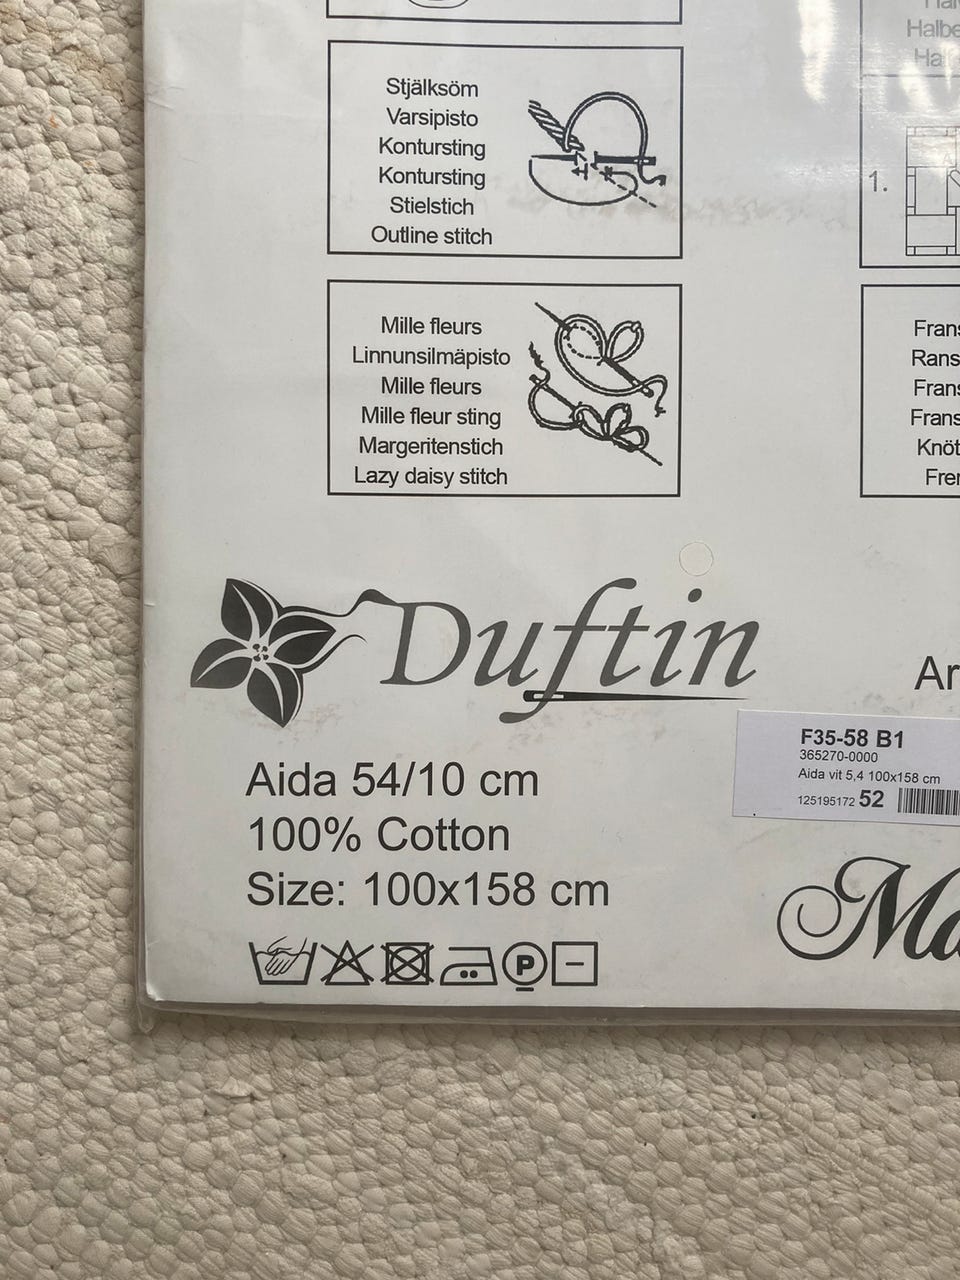 Stjälksöm
Varsipisto
Kontursting
Kontursting
Stielstich
Outline stitch
1.
Mille fleurs
Linnunsilmäpisto
Mille fleurs
Mille fleur sting
Margeritenstich
Lazy daisy stitch
Duftin
F35-58 B1
365270-0000
Aida vit 5,4 100x158 cm
125195172 52
Aida 54/10 cm
100% Cotton
Size: 100x158 cm
P